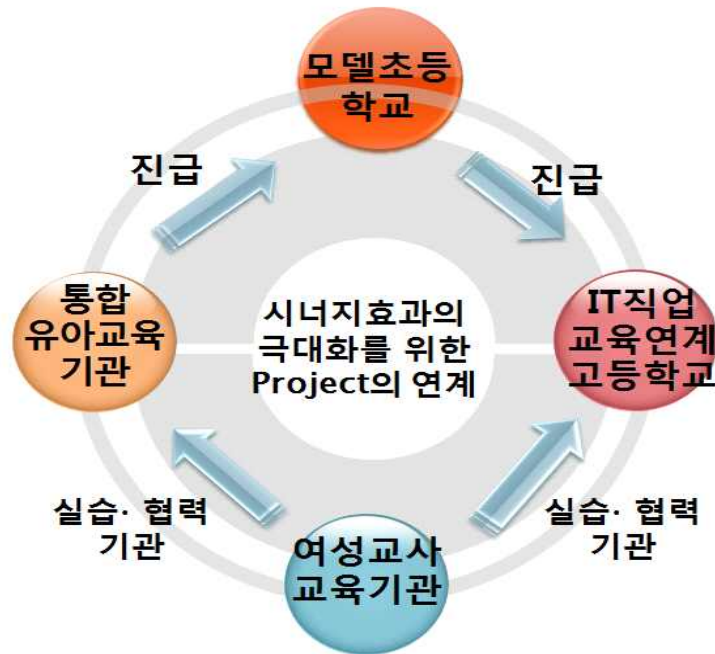 모델초등
학교
진급
진급
통합
유아교육
기관
시너지효과의
극대화를 위한
Project의 연계
IT직업
교육연계
고등학교
실습· 협력
기관
여성교사
교육기관
실습· 협력
기관